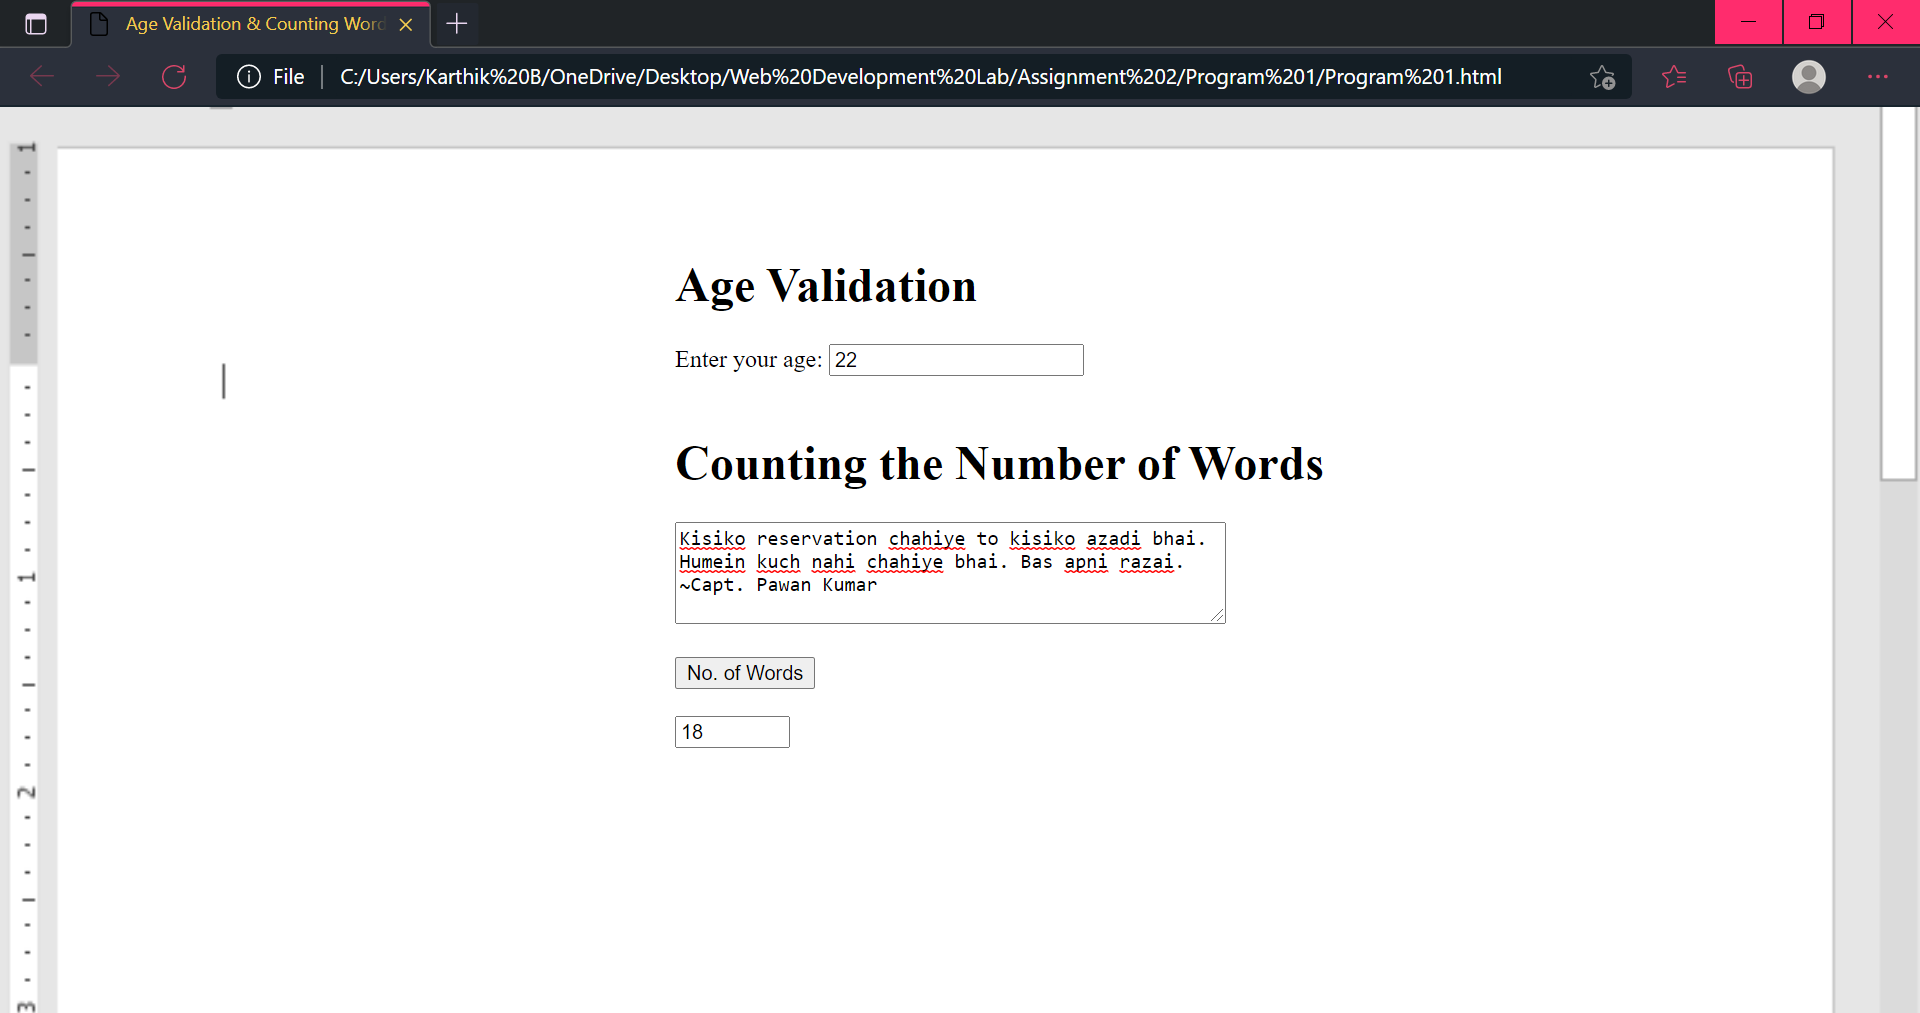 Age Validation & Counting Word
File
C:/Users/Karthik%20B/OneDrive/Desktop/Web%20Development%20Lab/Assignment%202/Program%201/Program%201.html
Age Validation
Enter your age: 22
Counting the Number of Words
Kisiko reservation chahiye to kisiko azadi bhai.
Humein kuch nahi chahiye bhai. Bas apni razai.
~Capt. Pawan Kumar
No. of Words
18
1
1
2
3